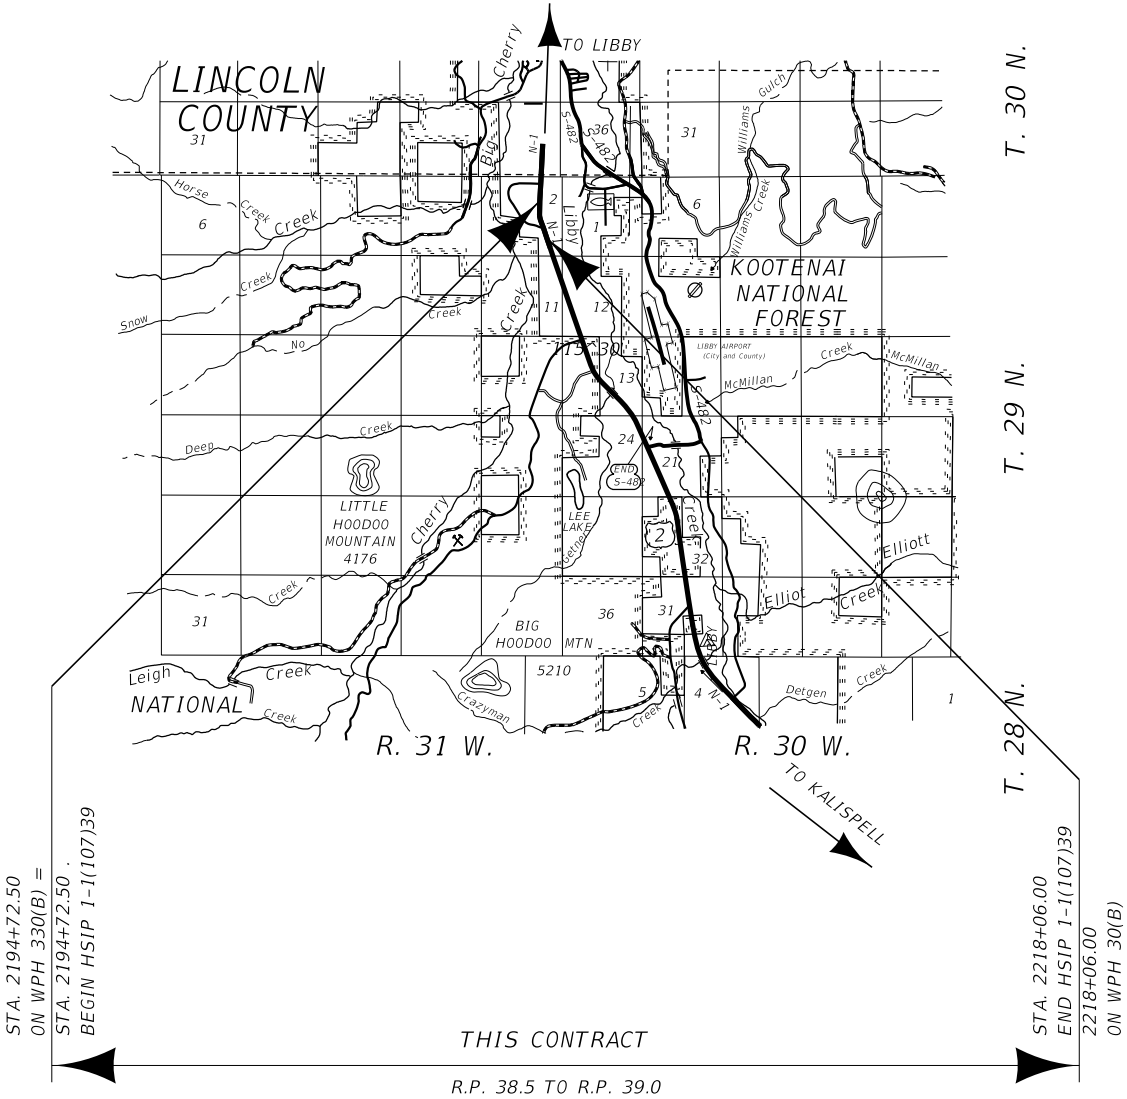 TO LIBBY
Cherry
T. 30 N.
LINCOLN
COUNTY
Gulch
Williams
31
36
31
S-482
S-482
N-1
Big
Horse
Creek
Creek
6
2
1
6
N-
Libby
Williams Creek
KOOTENAI
NATIONAL
FOREST
Creek
Snow
No
Creek
Creek
11
12
115°30
LIBBY AIRPORT
(City and County)
Creek
McMillan
McMillan
13
S-482
T. 29 N.
Deep
Creek
24
21
END
S-482
LITTLE
HOODOO
MOUNTAIN
4176
Cherry
LEE
LAKE
Getner
Creek
2
32
Elliott
Creek
Elliot
Creek
31
36
31
BIG
HOODOO MTN
5210
LIBBY
Leigh
Creek
NATIONAL
Creek
Crazyman
Creek
5
4
N-1
Detgen
Creek
1
T. 28 N.
R. 31 W.
R. 30 W.
TO KALISPELL
STA. 2194+72.50
ON WPH 330(B) =
STA. 2194+72.50 .
BEGIN HSIP 1-1(107)39
STA. 2218+06.00
END HSIP 1-1(107)39
2218+06.00
ON WPH 30(B)
THIS CONTRACT
R.P. 38.5 TO R.P. 39.0